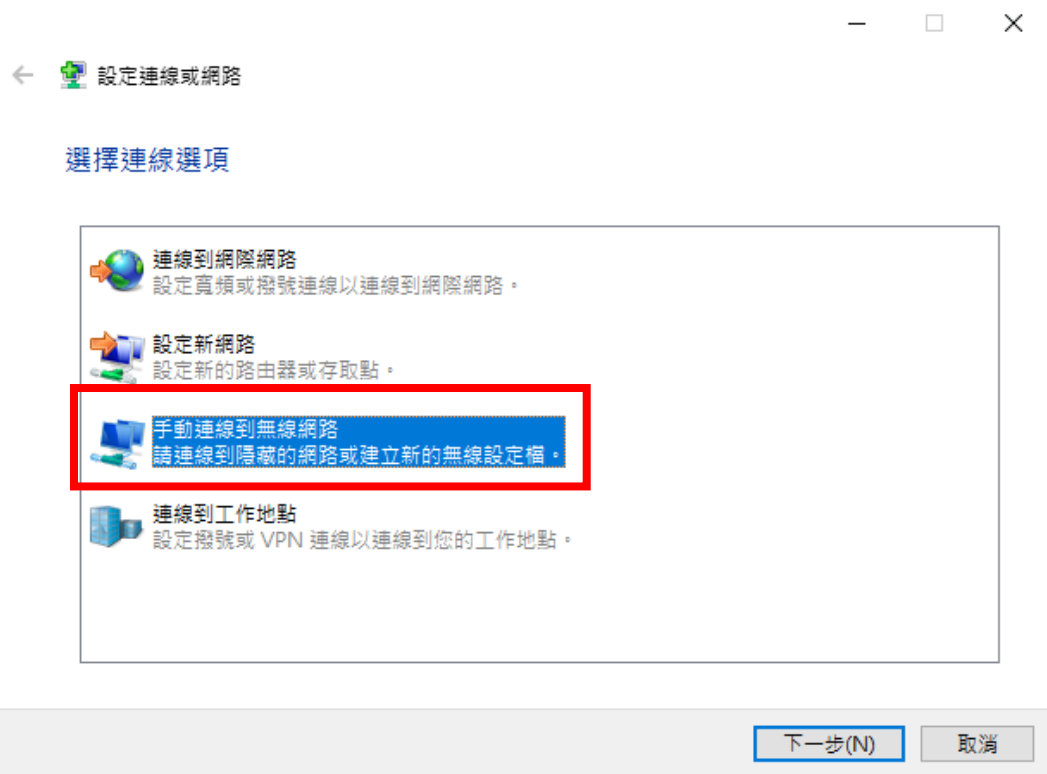 設定連線或網路
選擇連線選項
連線到網際網路
設定寬頻或撥號連線以連線到網際網路。
設定新網路
設定新的路由器或存取點。
手動連線到無線網路
請連線到隱藏的網路或建立新的無線設定檔。
連線到工作地點
設定撥號或 VPN 連線以連線到您的工作地點。
下一步(N)
取消